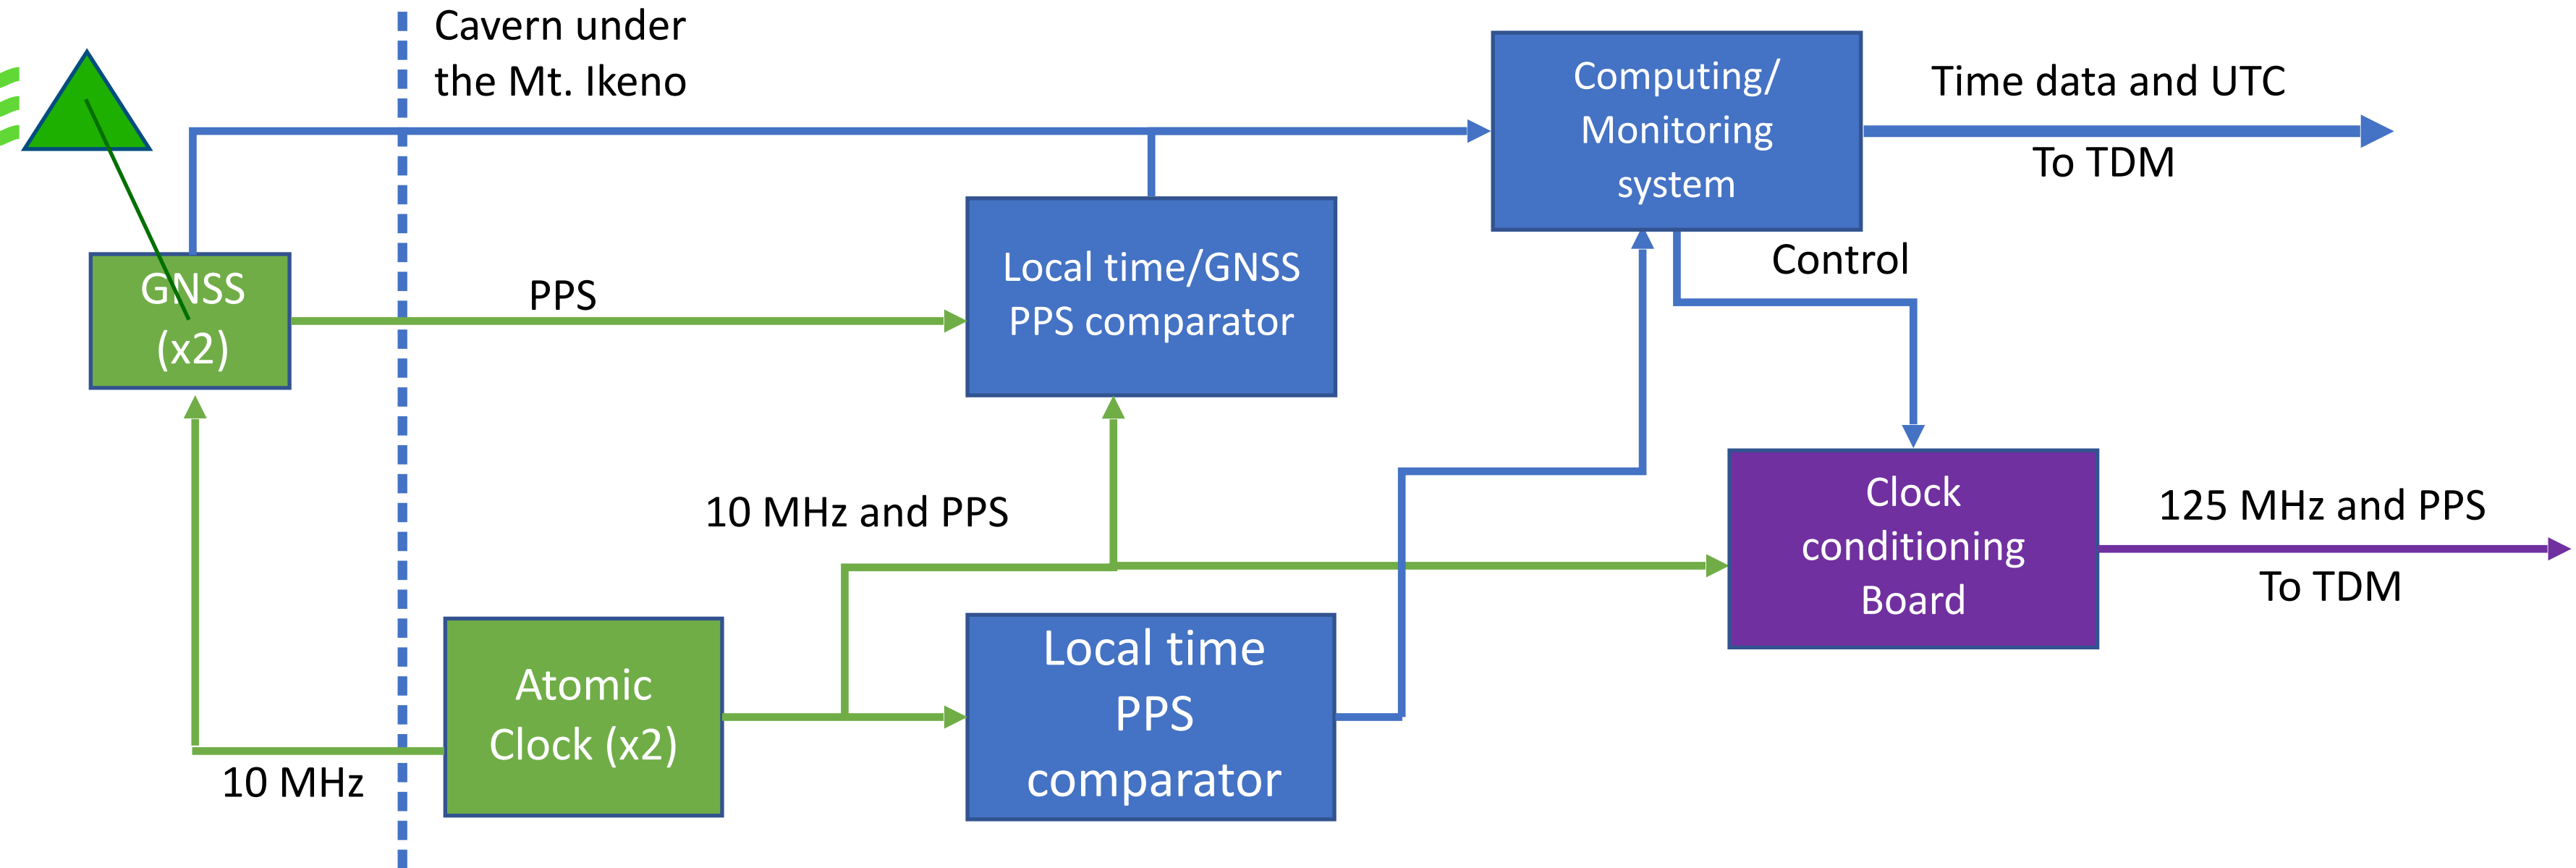 Cavern under
the Mt. Ikeno
Computing/
Monitoring
system
Time data and UTC
To TDM
GNSS
(x2)
PPS
Local time/GNSS
PPS comparator
Control
10 MHz and PPS
Clock
conditioning
Board
125 MHz and PPS
To TDM
Atomic
Clock (x2)
Local time
PPS
comparator
10 MHz